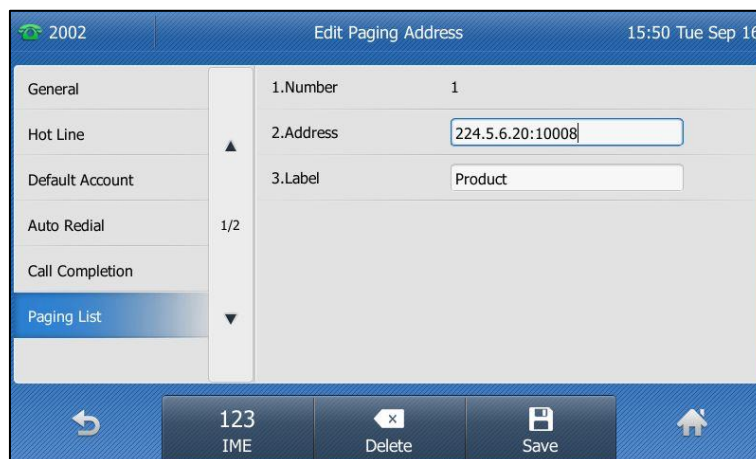 2002 Edit Paging Address 15:50 Tue Sep 16
General
Hot Line
Default Account
Auto Redial
Call Completion
Paging List
1/2
1.Number 1
2.Address 224.5.6.20:10008
3.Label Product
123
IME
Delete
Save